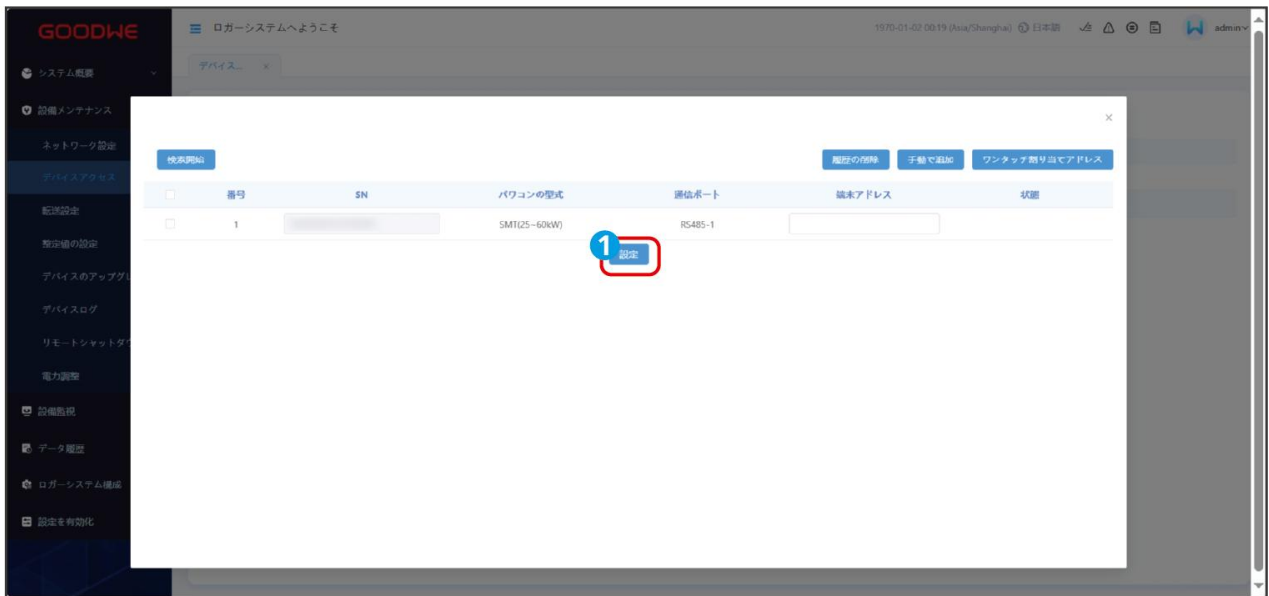 GOODWE
ロガーシステムへようこそ
1970-01-02 00:19 (Asia/Shanghai) 日本語
admin
システム概要
デバイス...
設備メンテナンス
ネットワーク設定
検索開始
履歴の削除
手動で追加
ワンタッチ割り当てアドレス
デバイスアクセス
番号
SN
パワコンの型式
通信ポート
端末アドレス
状態
転送設定
1
SMT(25~60kW)
RS485-1
整定値の設定
1
設定
デバイスのアップグレ
デバイスログ
リモートシャットダウ
電力調整
設備監視
データ履歴
ロガーシステム構成
設定を有効化